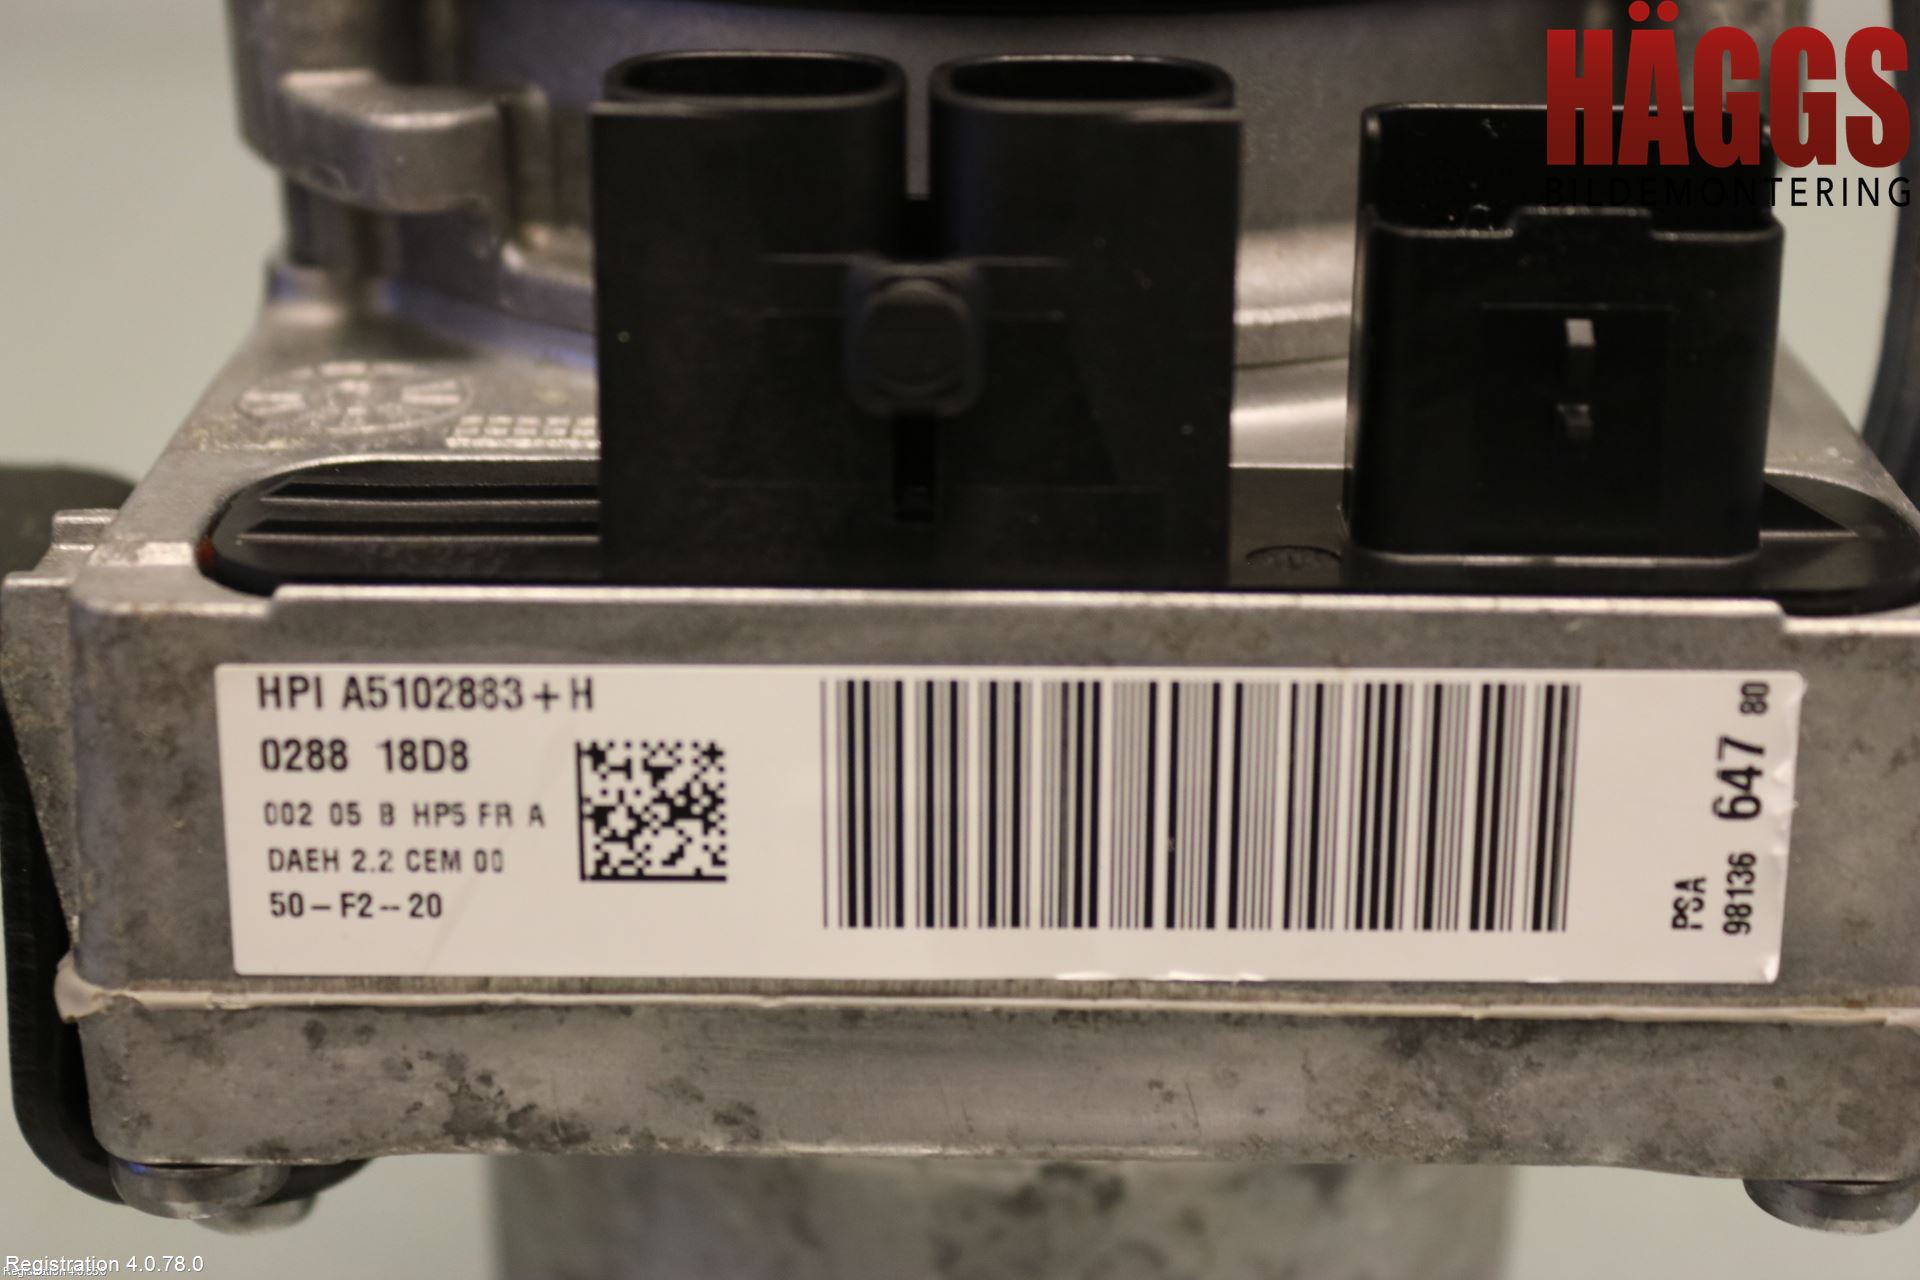 HÄGGS
BILDEMONTERING
HPI A5102883+H
0288 18D8
002 05 B HP5 FR A
DAEH 2.2 CEM 00
50-F2--20
PSA
98136 647 80
Registration 4.0.78.0